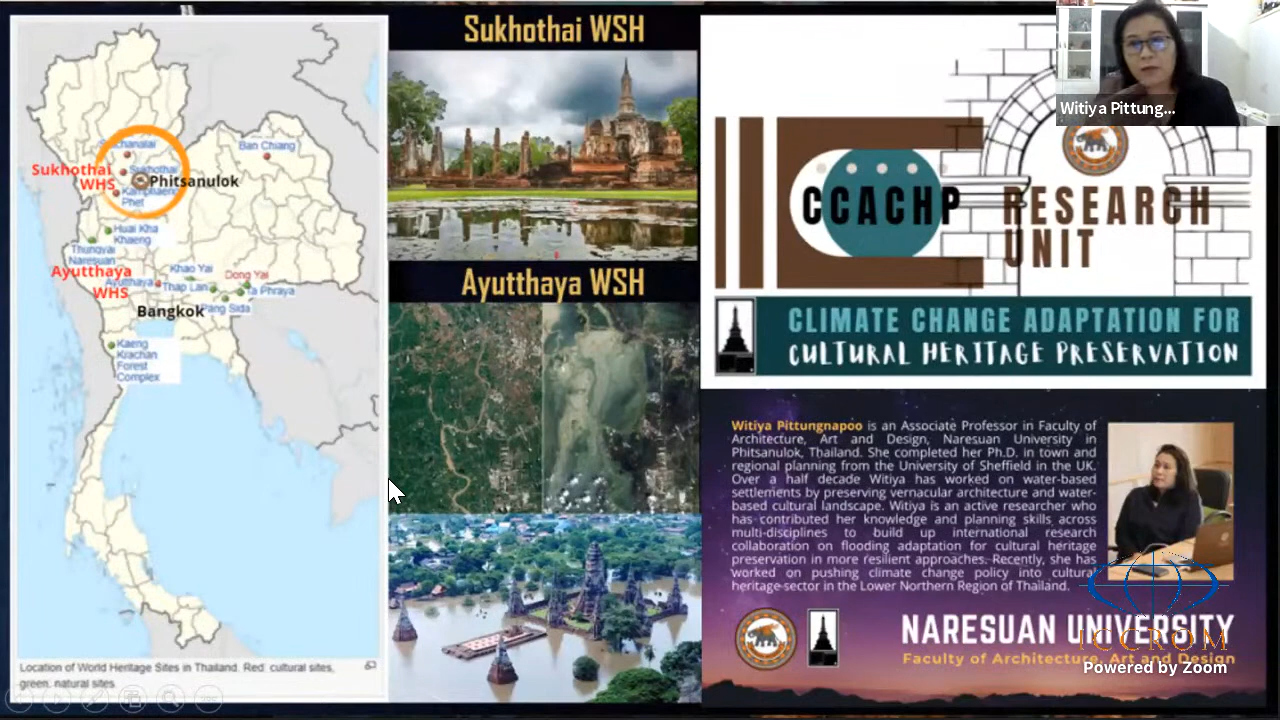 Sukhothai WSH
Ayutthaya WSH
Sukhothai
WHS
Phitsanulok
Ban Chiang
Sukhothai
Kamphaeng
Phet
Huai Kha
Khaeng
Thungyai
Naresuan
Ayutthaya
WHS
Ayutthaya
Khao Yai
Thap Lan
Dong Yai
Ta Phraya
Pang Sida
Bangkok
Kaeng
Krachan
Forest
Complex
Location of World Heritage Sites in Thailand. Red: cultural sites,
green: natural sites
Witiya Pittung...
CCACHP RESEARCH
UNIT
CLIMATE CHANGE ADAPTATION FOR
CULTURAL HERITAGE PRESERVATION
Witiya Pittungnapoo is an Associate Professor in Faculty of
Architecture, Art and Design, Naresuan University in
Phitsanulok, Thailand. She completed her Ph.D. in town and
regional planning from the University of Sheffield in the UK.
Over a half decade Witiya has worked on water-based
settlements by preserving vernacular architecture and water-
based cultural landscape. Witiya is an active researcher who
has contributed her knowledge and planning skills across
multi-disciplines to build up international research
collaboration on flooding adaptation for cultural heritage
preservation in more resilient approaches. Recently, she has
worked on pushing climate change policy into cultural
heritage sector in the Lower Northern Region of Thailand.
NARESUAN UNIVERSITY
Faculty of Architecture, Art and Design
ICCROM
Powered by Zoom